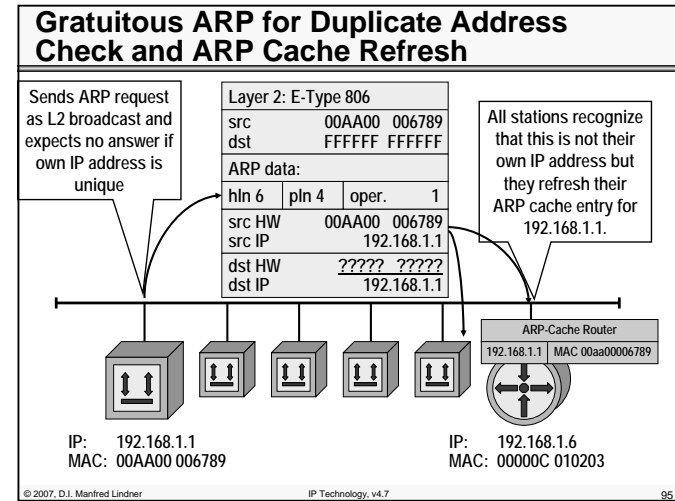 Gratuitous ARP for Duplicate Address
Check and ARP Cache Refresh
Sends ARP request
as L2 broadcast and
expects no answer if
own IP address is
unique
Layer 2: E-Type 806
src 00AA00 006789
dst FFFFFF FFFFFF
ARP data:
hln 6 pln 4 oper. 1
src HW 00AA00 006789
src IP 192.168.1.1
dst HW ????? ?????
dst IP 192.168.1.1
All stations recognize
that this is not their
own IP address but
they refresh their
ARP cache entry for
192.168.1.1.
ARP-Cache Router
192.168.1.1 MAC 00aa00006789
IP: 192.168.1.1
MAC: 00AA00 006789
IP: 192.168.1.6
MAC: 00000C 010203
© 2007, D.I. Manfred Lindner IP Technology, v4.7 95